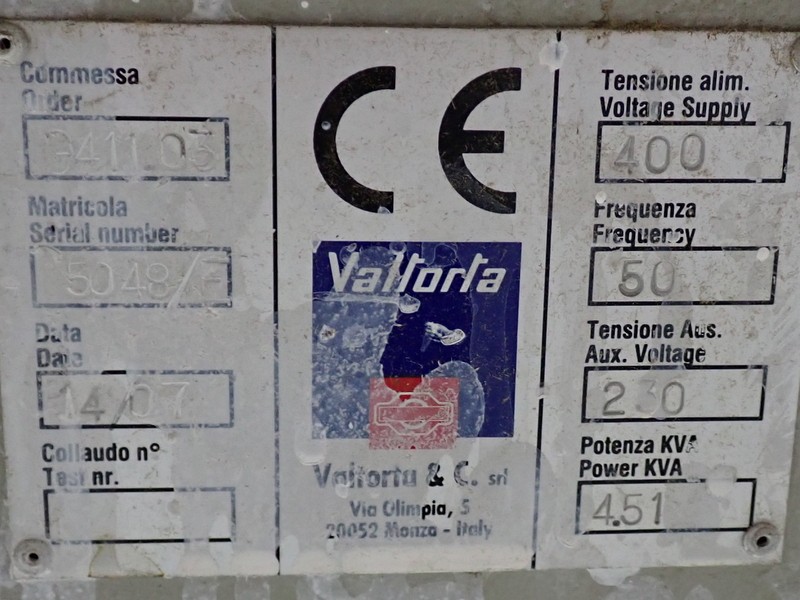 Commessa
Order
Matricola
Serial number
Data
Date
14/07
Collaudo n°
Test nr.
CE
Valtorta
Valtorta & C. srl
Via Olimpia, 5
20052 Monza - Italy
Tensione alim.
Voltage Supply
400
Frequenza
Frequency
50
Tensione Aus.
Aux. Voltage
230
Potenza KVA
Power KVA
4.51